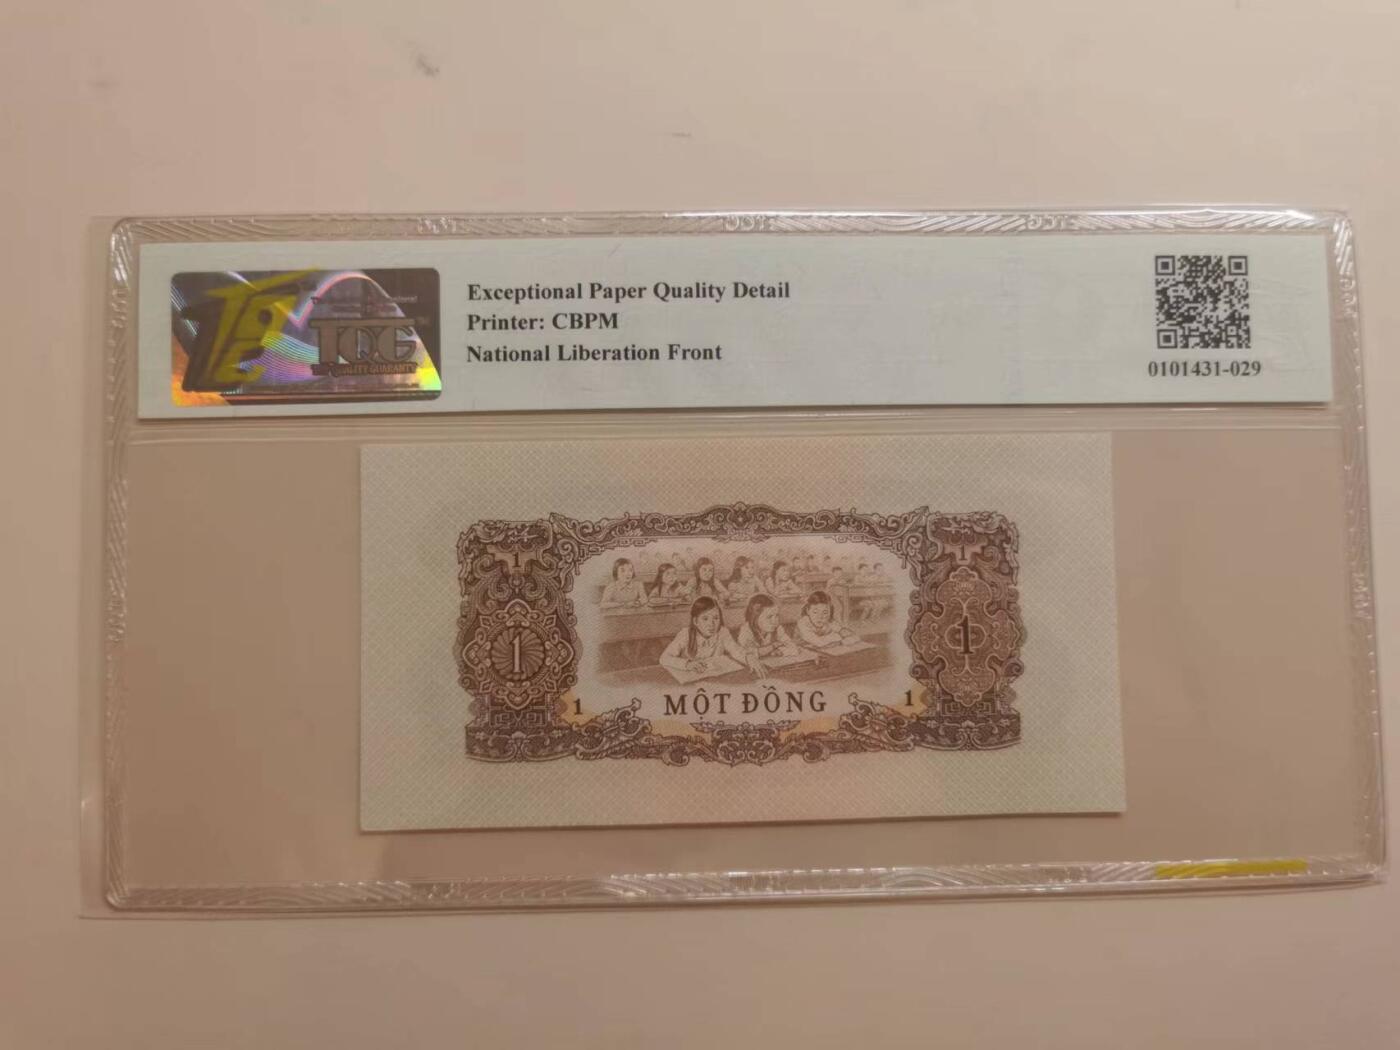 TQG
TQG
QUALITY GUARANTY
Exceptional Paper Quality Detail
Printer: CBPM
National Liberation Front
0101431-029
1
1
1
1
1
MỘT ĐỒNG
1